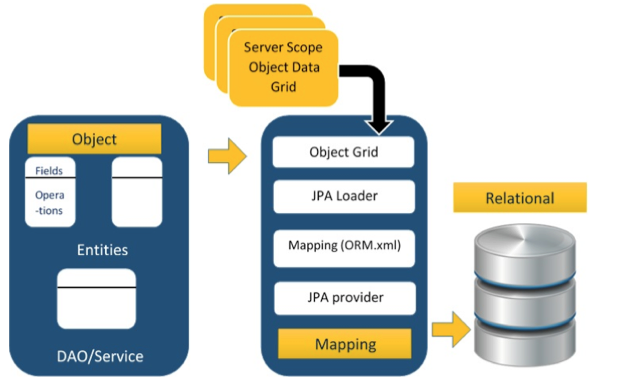 Server Scope
Object Data
Grid
Object
Fields
Opera
-tions
Entities
DAO/Service
Object Grid
JPA Loader
Mapping (ORM.xml)
JPA provider
Mapping
Relational